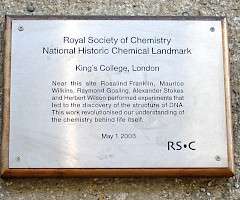 Royal Society of Chemistry
National Historic Chemical Landmark
King's College, London
Near this site Rosalind Franklin, Maurice
Wilkins, Raymond Gosling, Alexander Stokes
and Herbert Wilson performed experiments that
led to the discovery of the structure of DNA.
This work revolutionised our understanding of
the chemistry behind life itself.
May 1 2003
RS•C